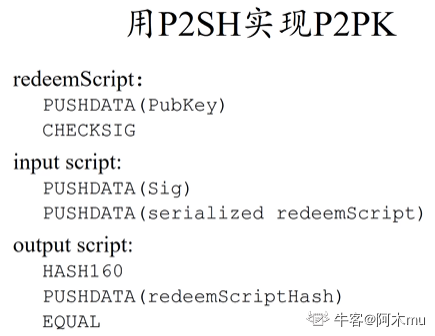 用P2SH实现P2PK
redeemScript:
PUSHDATA(PubKey)
CHECKSIG
input script:
PUSHDATA(Sig)
PUSHDATA(serialized redeemScript)
output script:
HASH160
PUSHDATA(redeemScriptHash)
EQUAL
牛客@阿木mu